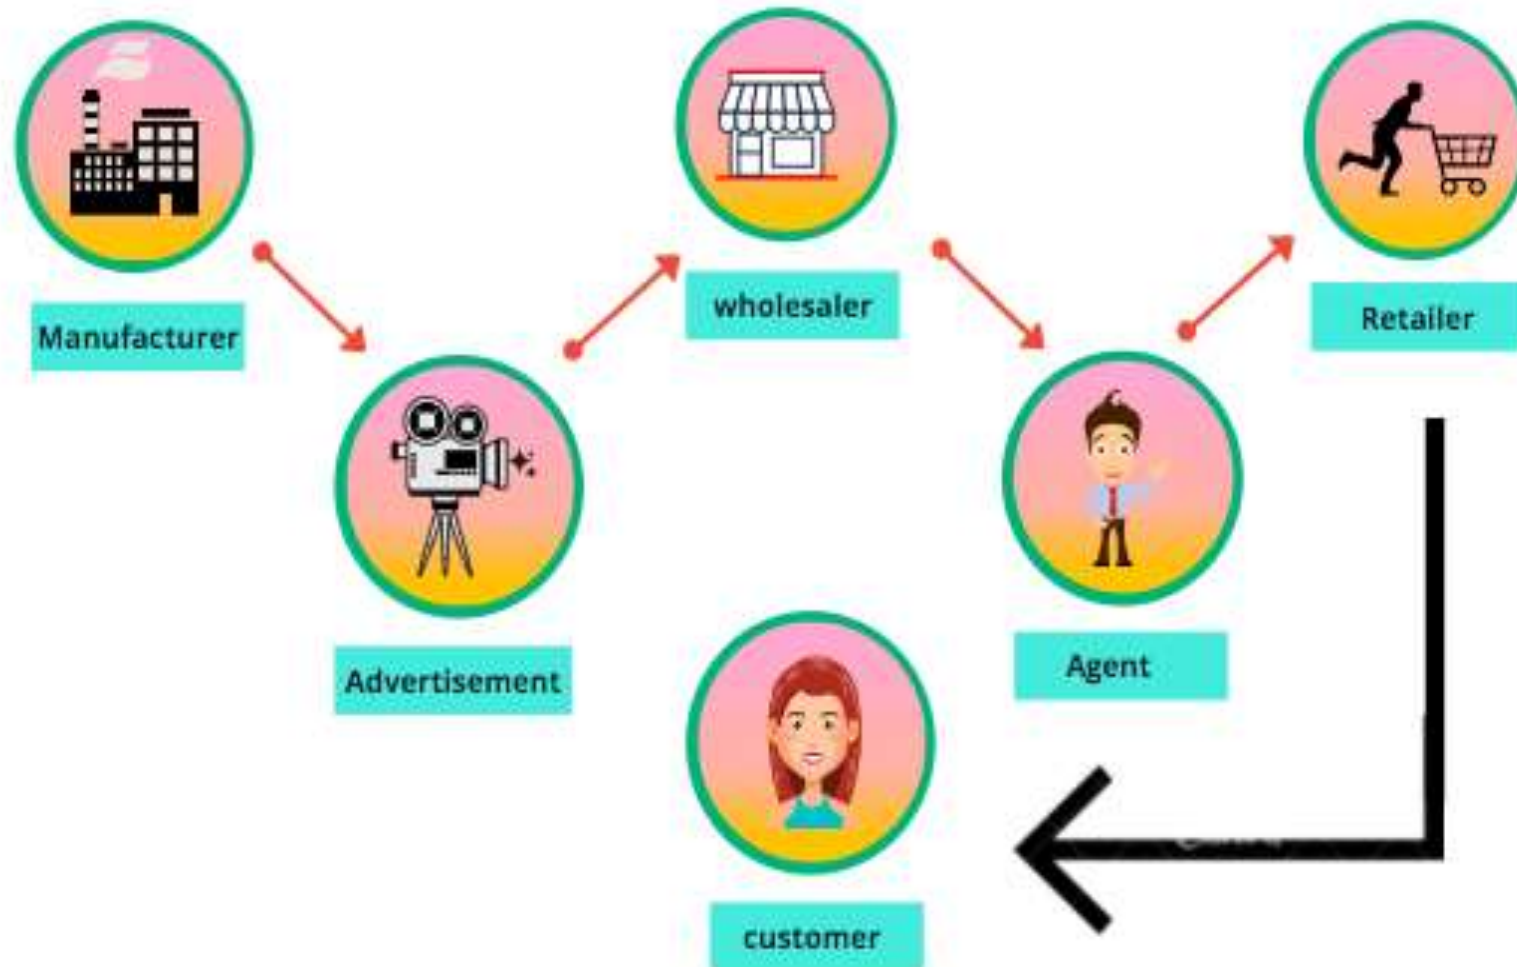 Manufacturer
Advertisement
wholesaler
Agent
Retailer
customer